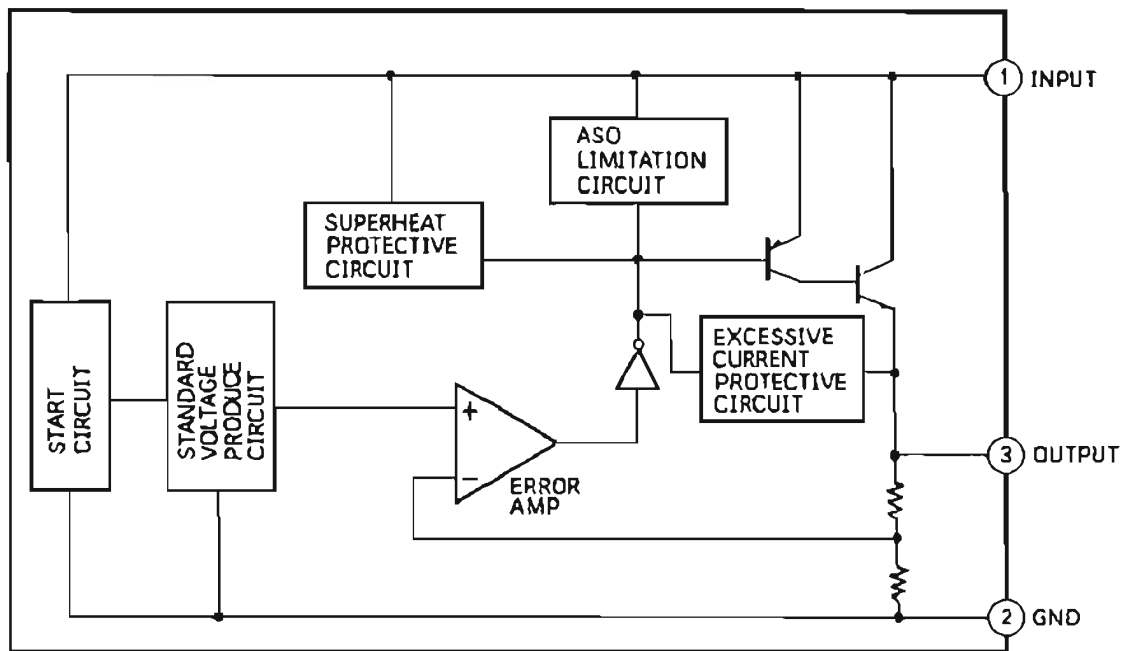 1 INPUT
ASO
LIMITATION
CIRCUIT
SUPERHEAT
PROTECTIVE
CIRCUIT
START
CIRCUIT
STANDARD
VOLTAGE
PRODUCE
CIRCUIT
EXCESSIVE
CURRENT
PROTECTIVE
CIRCUIT
+
−
ERROR
AMP
3 OUTPUT
2 GND